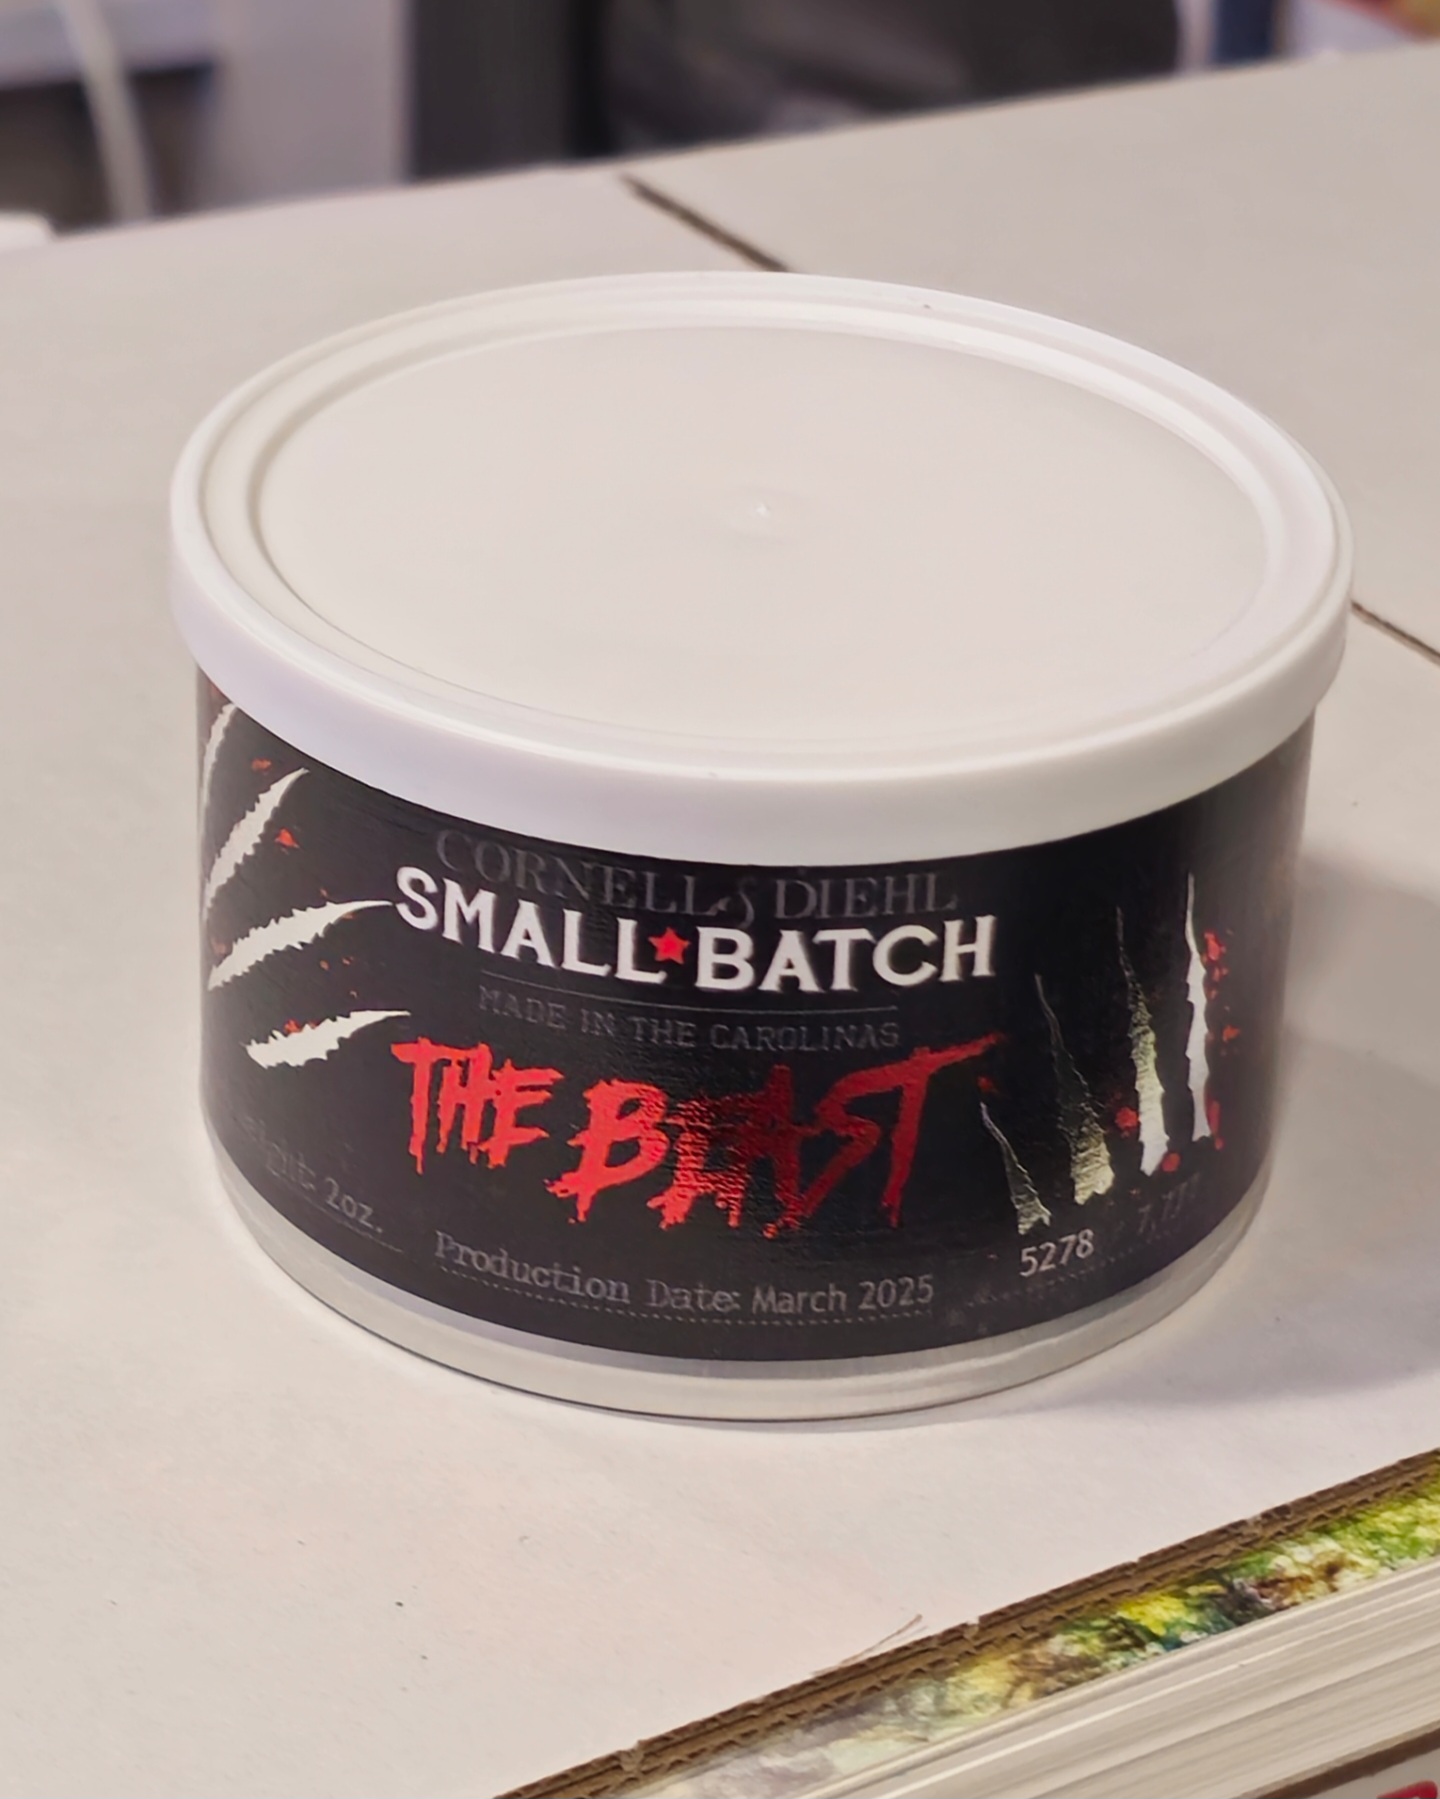 CORNELL & DIEHL
SMALL★BATCH
MADE IN THE CAROLINAS
THE BEAST
2oz.
Production Date: March 2025
5278